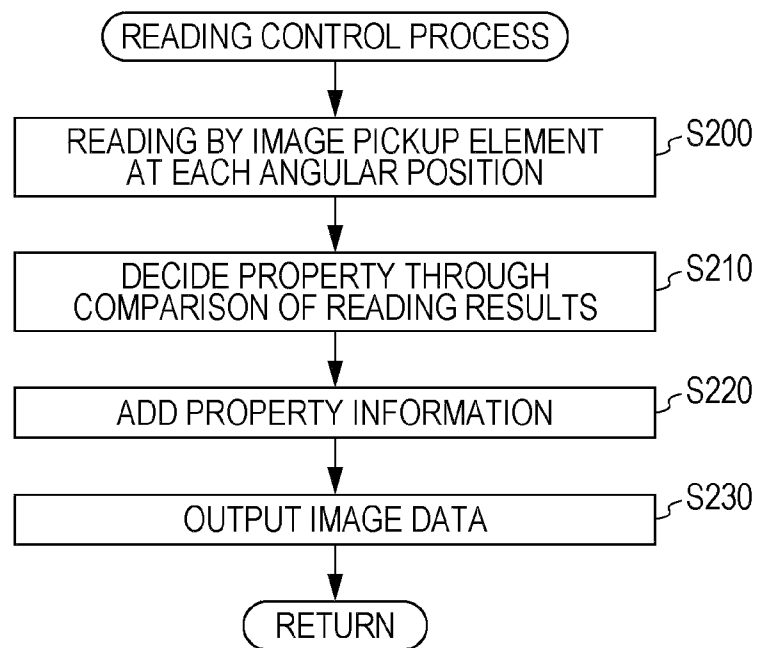 READING CONTROL PROCESS
READING BY IMAGE PICKUP ELEMENT
AT EACH ANGULAR POSITION
S200
DECIDE PROPERTY THROUGH
COMPARISON OF READING RESULTS
S210
ADD PROPERTY INFORMATION
S220
OUTPUT IMAGE DATA
S230
RETURN